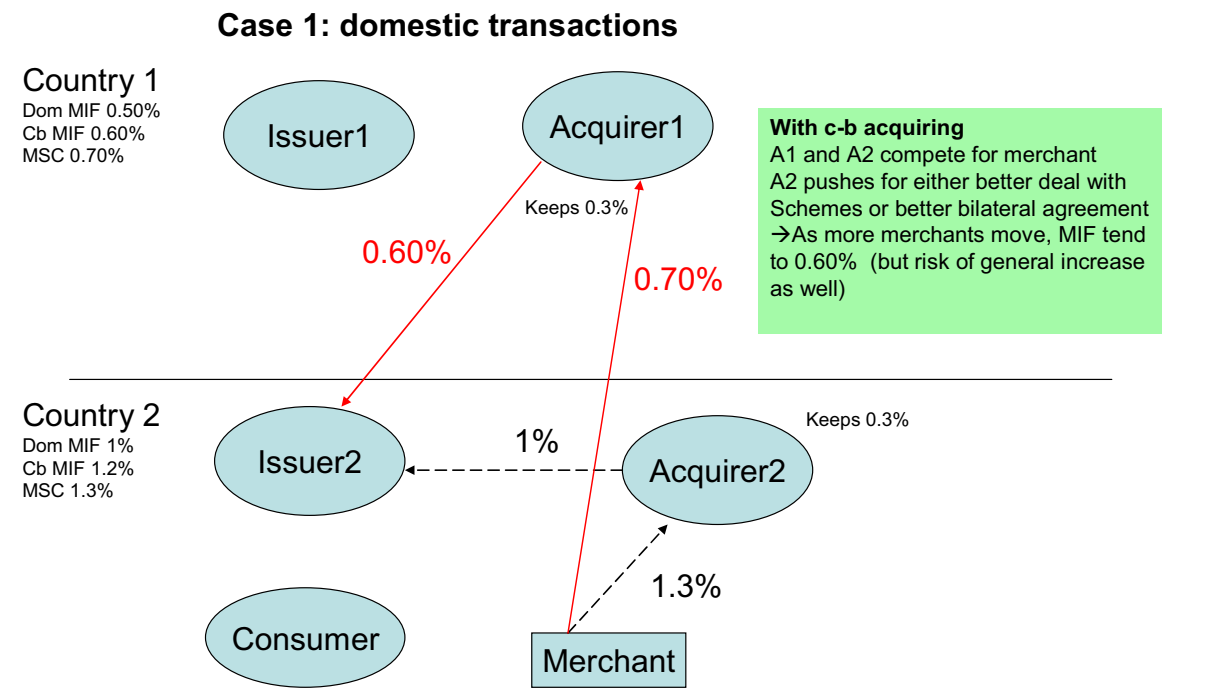 Case 1: domestic transactions
Country 1
Dom MIF 0.50%
Cb MIF 0.60%
MSC 0.70%
Issuer1
Acquirer1
With c-b acquiring
A1 and A2 compete for merchant
A2 pushes for either better deal with
Schemes or better bilateral agreement
→As more merchants move, MIF tend
to 0.60%  (but risk of general increase
as well)
Keeps 0.3%
0.60%
0.70%
Country 2
Dom MIF 1%
Cb MIF 1.2%
MSC 1.3%
Issuer2
1%
Acquirer2
Keeps 0.3%
1.3%
Consumer
Merchant